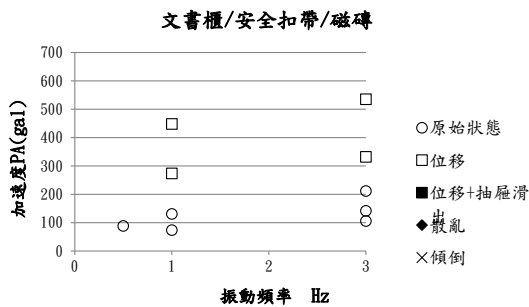 文書櫃/安全扣帶/磁磚
加速度PA(gal)
700
600
500
400
300
200
100
0
0 1 2 3
振動頻率 Hz
原始狀態
位移
位移+抽屜滑
出
散亂
傾倒